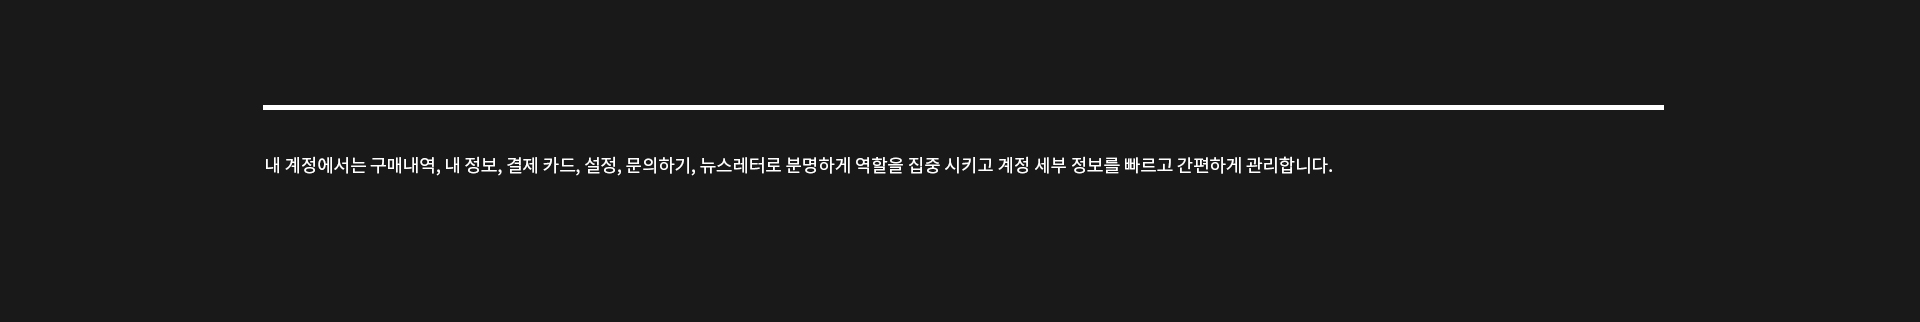 내 계정에서는 구매내역, 내 정보, 결제 카드, 설정, 문의하기, 뉴스레터로 분명하게 역할을 집중 시키고 계정 세부 정보를 빠르고 간편하게 관리합니다.